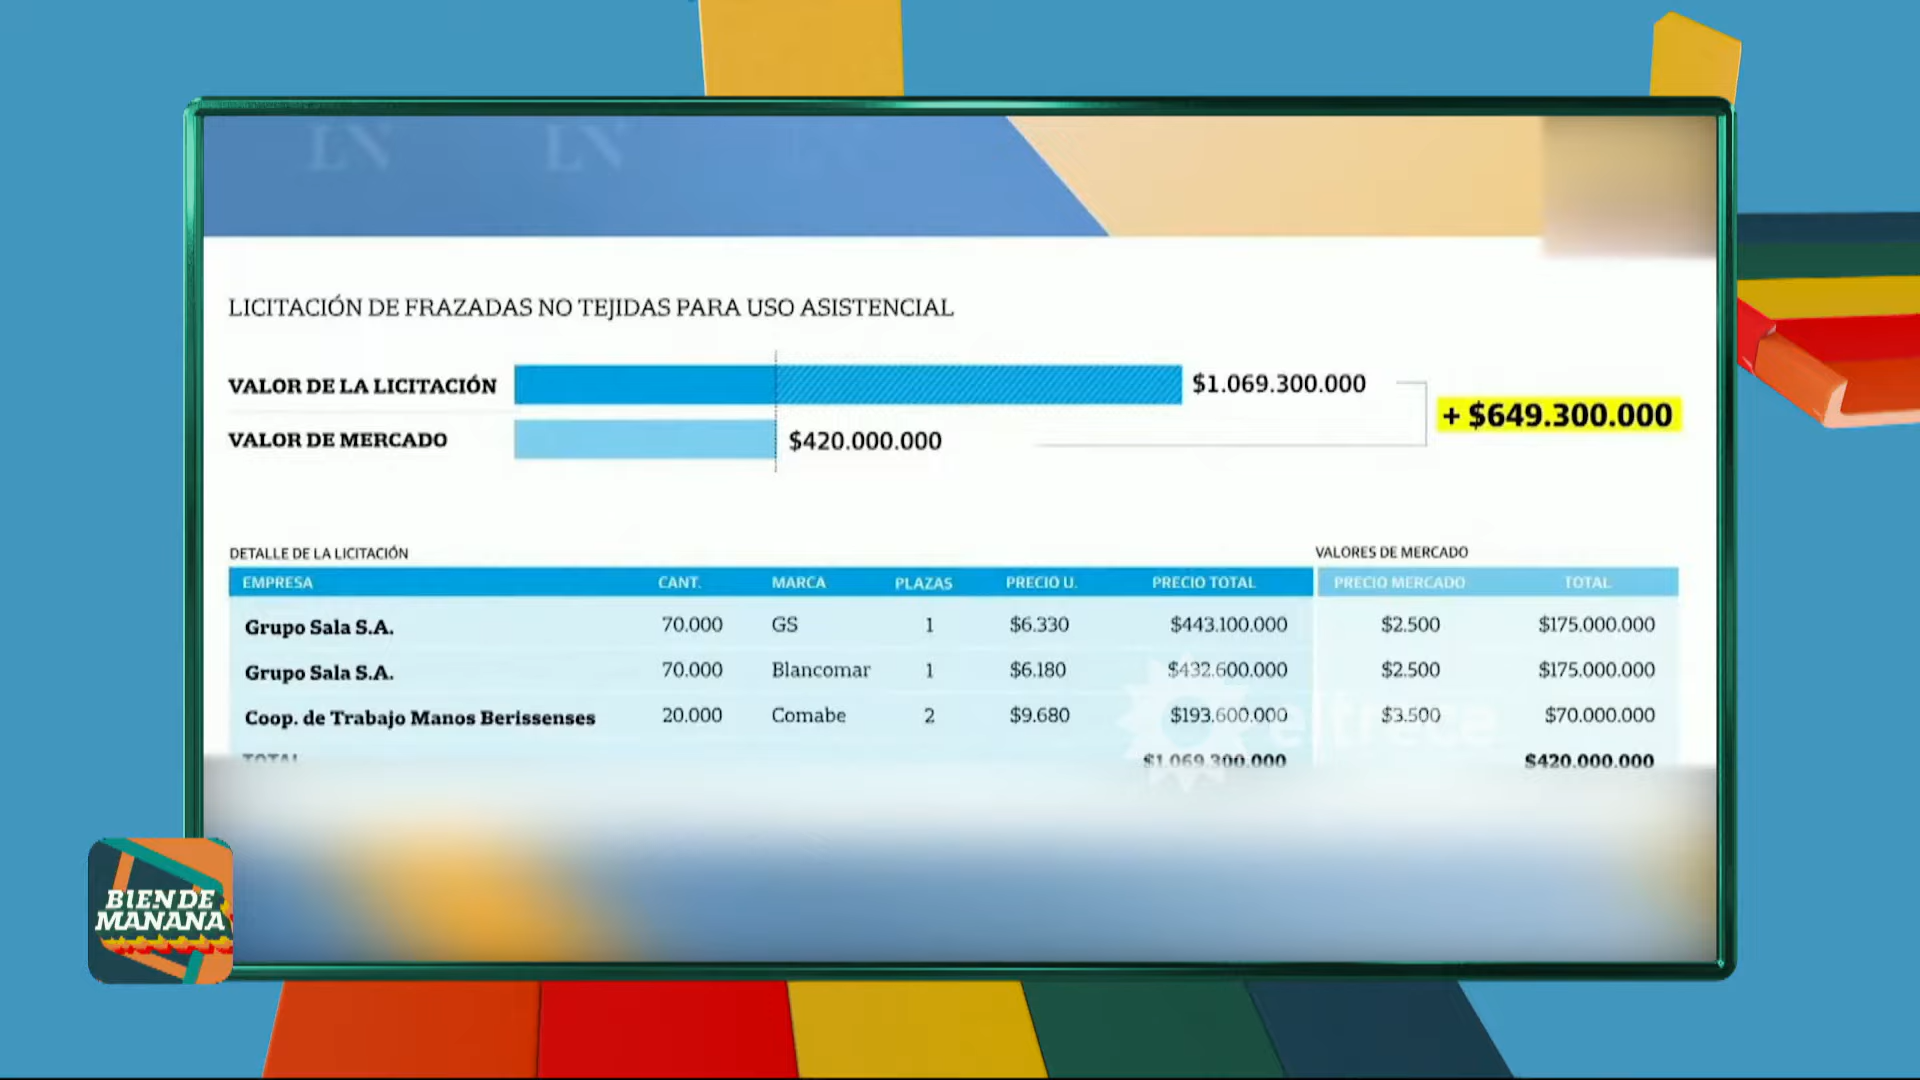 LN LN
LICITACIÓN DE FRAZADAS NO TEJIDAS PARA USO ASISTENCIAL
VALOR DE LA LICITACIÓN $1.069.300.000
+ $649.300.000
VALOR DE MERCADO $420.000.000
DETALLE DE LA LICITACIÓN VALORES DE MERCADO
EMPRESA CANT. MARCA PLAZAS PRECIO U. PRECIO TOTAL PRECIO MERCADO TOTAL
Grupo Sala S.A. 70.000 GS 1 $6.330 $443.100.000 $2.500 $175.000.000
Grupo Sala S.A. 70.000 Blancomar 1 $6.180 $432.600.000 $2.500 $175.000.000
Coop. de Trabajo Manos Berissenses 20.000 Comabe 2 $9.680 $193.600.000 $3.500 $70.000.000
eltrece
TOTAL $1.069.300.000 $420.000.000
BIEN DE
MAÑANA